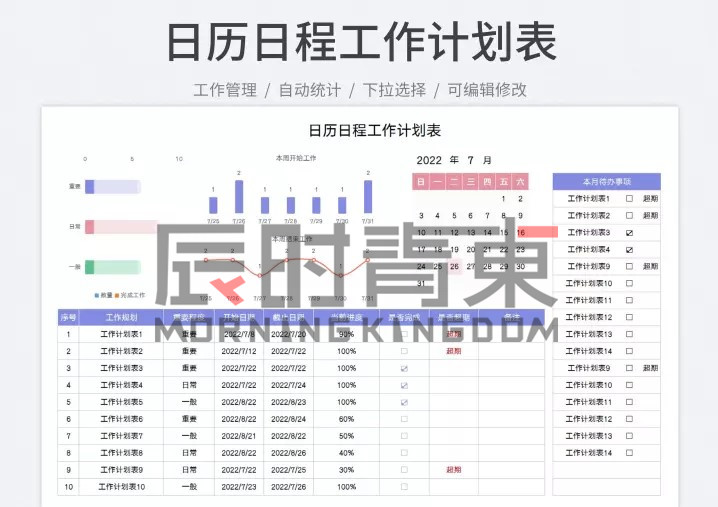 日历日程工作计划表
工作管理 / 自动统计 / 下拉选择 / 可编辑修改
日历日程工作计划表
0 5 10
重要
日常
一般
数量 完成工作
本周开始工作
1 2 1 1 1 1 2
7/25 7/26 7/27 7/28 7/29 7/30 7/31
本周结束工作
2 2 1 2 2 1 2
7/25 7/26 7/27 7/28 7/29 7/30 7/31
2022 年 7 月
日 一 二 三 四 五 六
1 2
3 4 5 6 7 8 9
10 11 12 13 14 15 16
17 18 19 20 21 22 23
24 25 26 27 28 29 30
31
本月待办事项
工作计划表1 超期
工作计划表2 超期
工作计划表3
工作计划表4
工作计划表9 超期
工作计划表10
工作计划表11
工作计划表12
工作计划表13
工作计划表14
工作计划表9 超期
工作计划表10
工作计划表11
工作计划表12
工作计划表13
工作计划表14
辰时青東
MORNINGKINGDOM
序号 工作规划 重要程度 开始日期 截止日期 当前进度 是否完成 是否超期 备注
1 工作计划表1 重要 2022/7/8 2022/7/20 90% 超期
2 工作计划表2 重要 2022/7/12 2022/7/22 100% 超期
3 工作计划表3 重要 2022/7/22 2022/8/22 100%
4 工作计划表4 日常 2022/7/22 2022/8/24 100%
5 工作计划表5 一般 2022/8/22 2022/8/23 100%
6 工作计划表6 重要 2022/8/22 2022/8/24 60%
7 工作计划表7 一般 2022/8/21 2022/8/22 50%
8 工作计划表8 日常 2022/8/22 2022/8/26 40%
9 工作计划表9 日常 2022/7/22 2022/7/25 30% 超期
10 工作计划表10 一般 2022/7/23 2022/7/26 100%